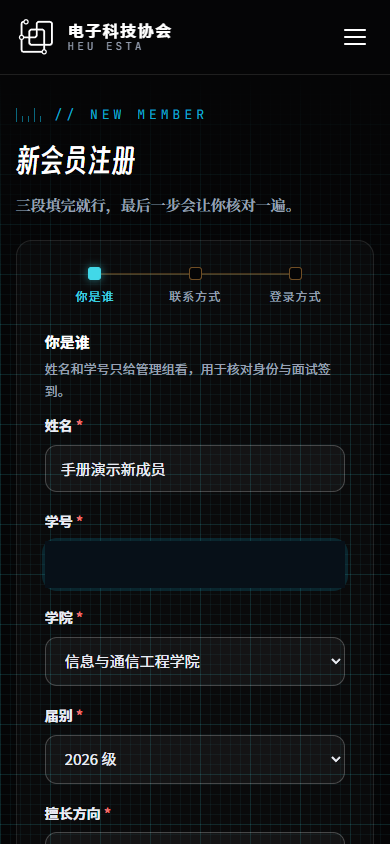 电子科技协会
HEU ESTA
// NEW MEMBER
新会员注册
三段填完就行，最后一步会让你核对一遍。
你是谁
联系方式
登录方式
你是谁
姓名和学号只给管理组看，用于核对身份与面试签
到。
姓名 *
手册演示新成员
学号 *
学院 *
信息与通信工程学院
届别 *
2026 级
擅长方向 *